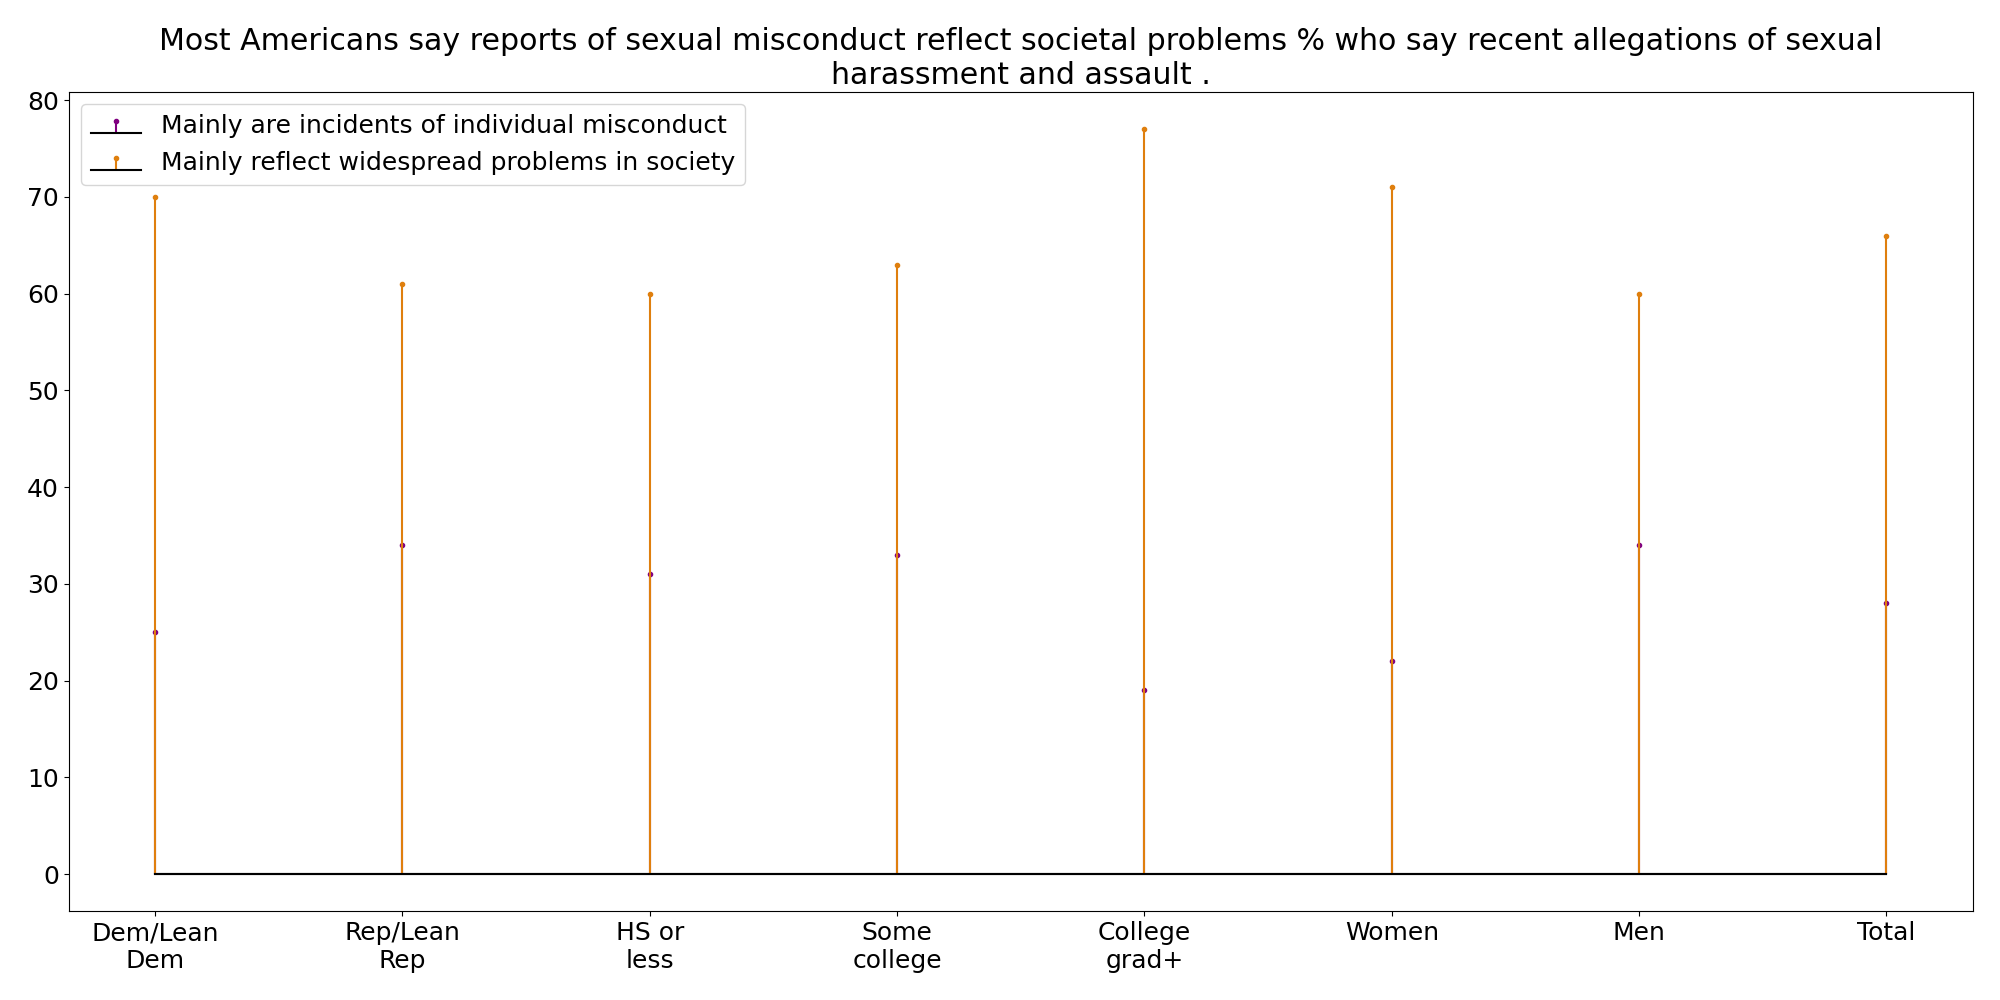 Most Americans say reports of sexual misconduct reflect societal problems % who say recent allegations of sexual
harassment and assault .
Mainly are incidents of individual misconduct
Mainly reflect widespread problems in society
80
70
60
50
40
30
20
10
0
Dem/Lean
Dem
Rep/Lean
Rep
HS or
less
Some
college
College
grad+
Women
Men
Total